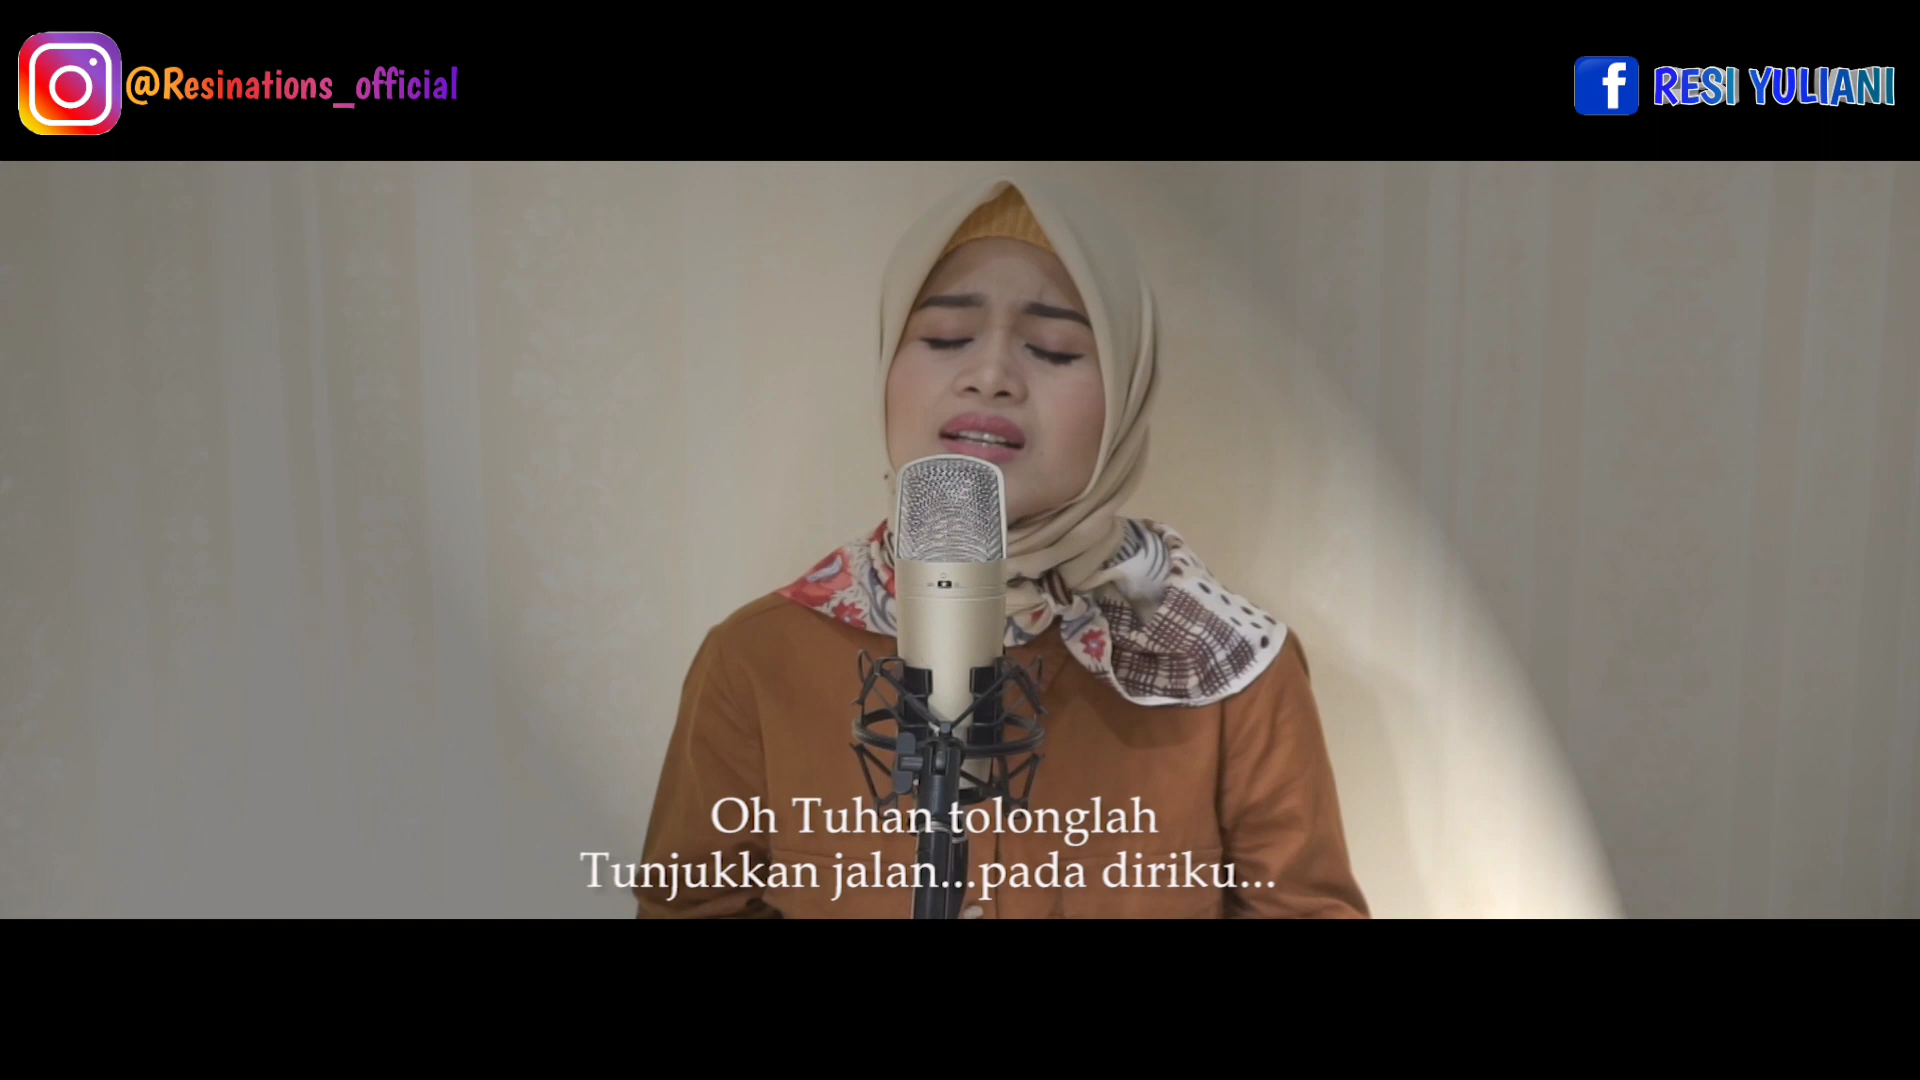 @Resinations_official
RESI YULIANI
Oh Tuhan tolonglah
Tunjukkan jalan...pada diriku...